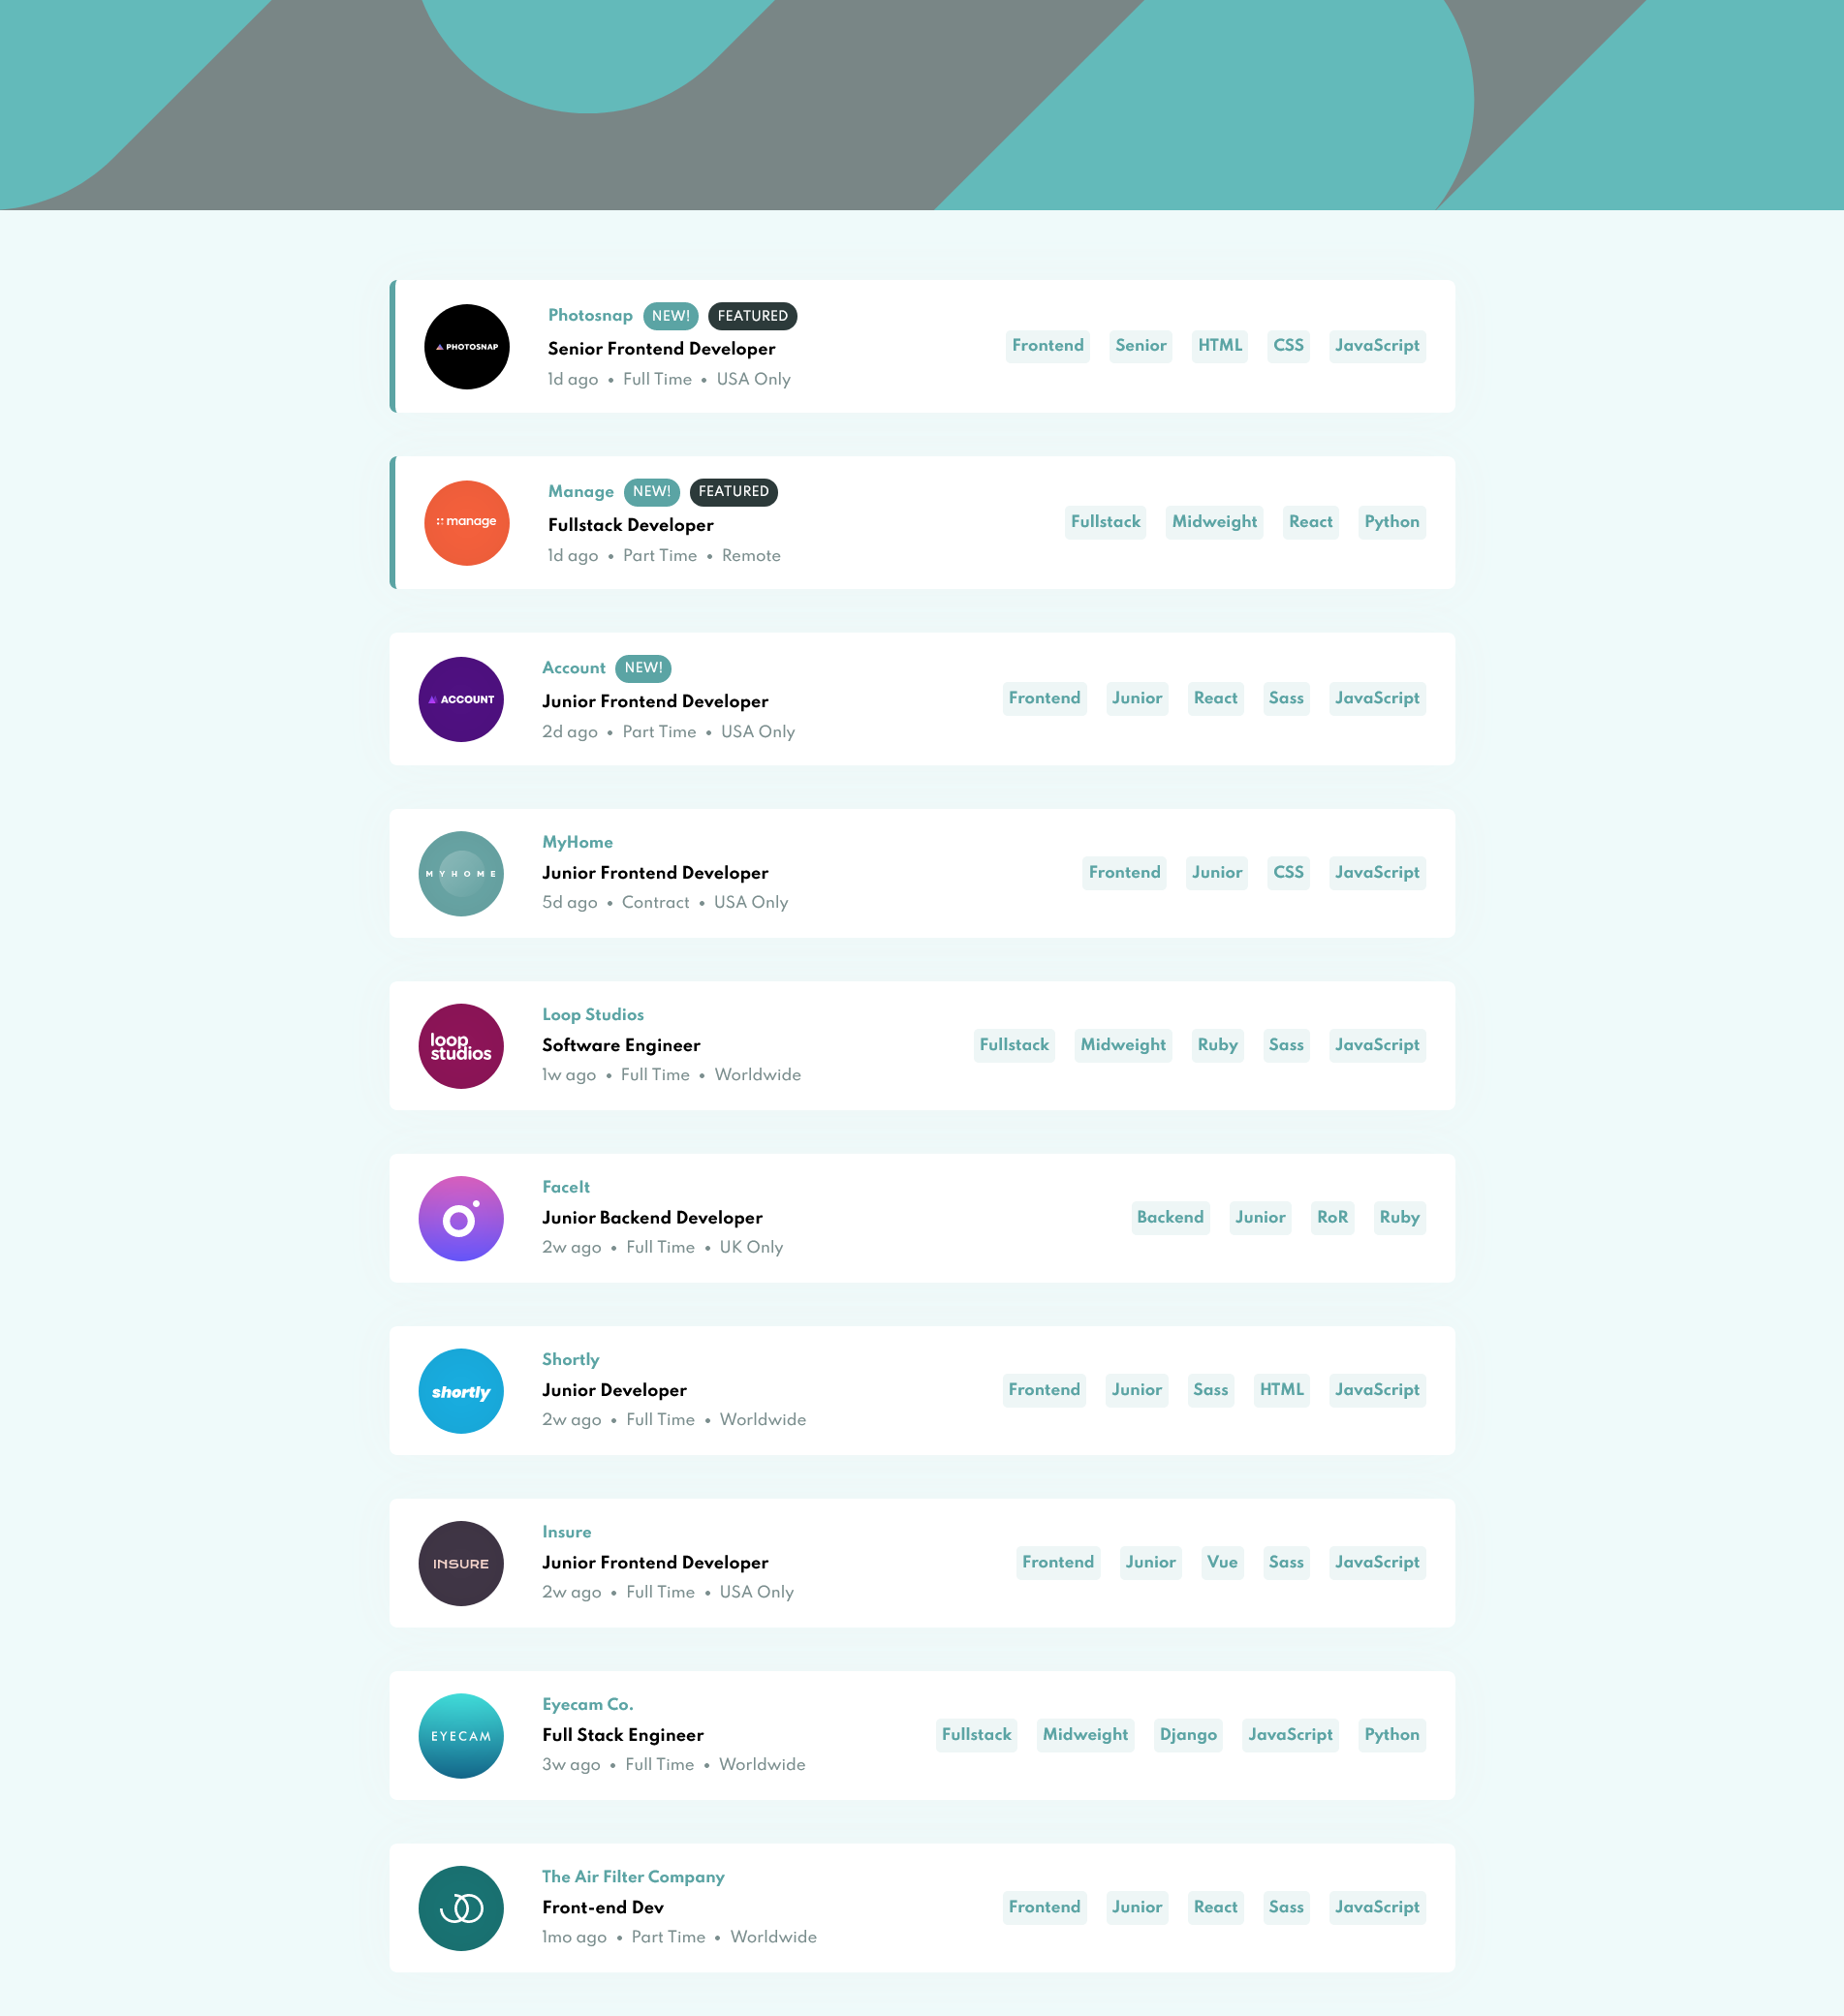 PHOTOSNAP
Photosnap NEW! FEATURED
Senior Frontend Developer
1d ago • Full Time • USA Only
Frontend Senior HTML CSS JavaScript
manage
Manage NEW! FEATURED
Fullstack Developer
1d ago • Part Time • Remote
Fullstack Midweight React Python
ACCOUNT
Account NEW!
Junior Frontend Developer
2d ago • Part Time • USA Only
Frontend Junior React Sass JavaScript
MYHOME
MyHome
Junior Frontend Developer
5d ago • Contract • USA Only
Frontend Junior CSS JavaScript
loop
studios
Loop Studios
Software Engineer
1w ago • Full Time • Worldwide
Fullstack Midweight Ruby Sass JavaScript
FaceIt
Junior Backend Developer
2w ago • Full Time • UK Only
Backend Junior RoR Ruby
shortly
Shortly
Junior Developer
2w ago • Full Time • Worldwide
Frontend Junior Sass HTML JavaScript
INSURE
Insure
Junior Frontend Developer
2w ago • Full Time • USA Only
Frontend Junior Vue Sass JavaScript
EYECAM
Eyecam Co.
Full Stack Engineer
3w ago • Full Time • Worldwide
Fullstack Midweight Django JavaScript Python
The Air Filter Company
Front-end Dev
1mo ago • Part Time • Worldwide
Frontend Junior React Sass JavaScript